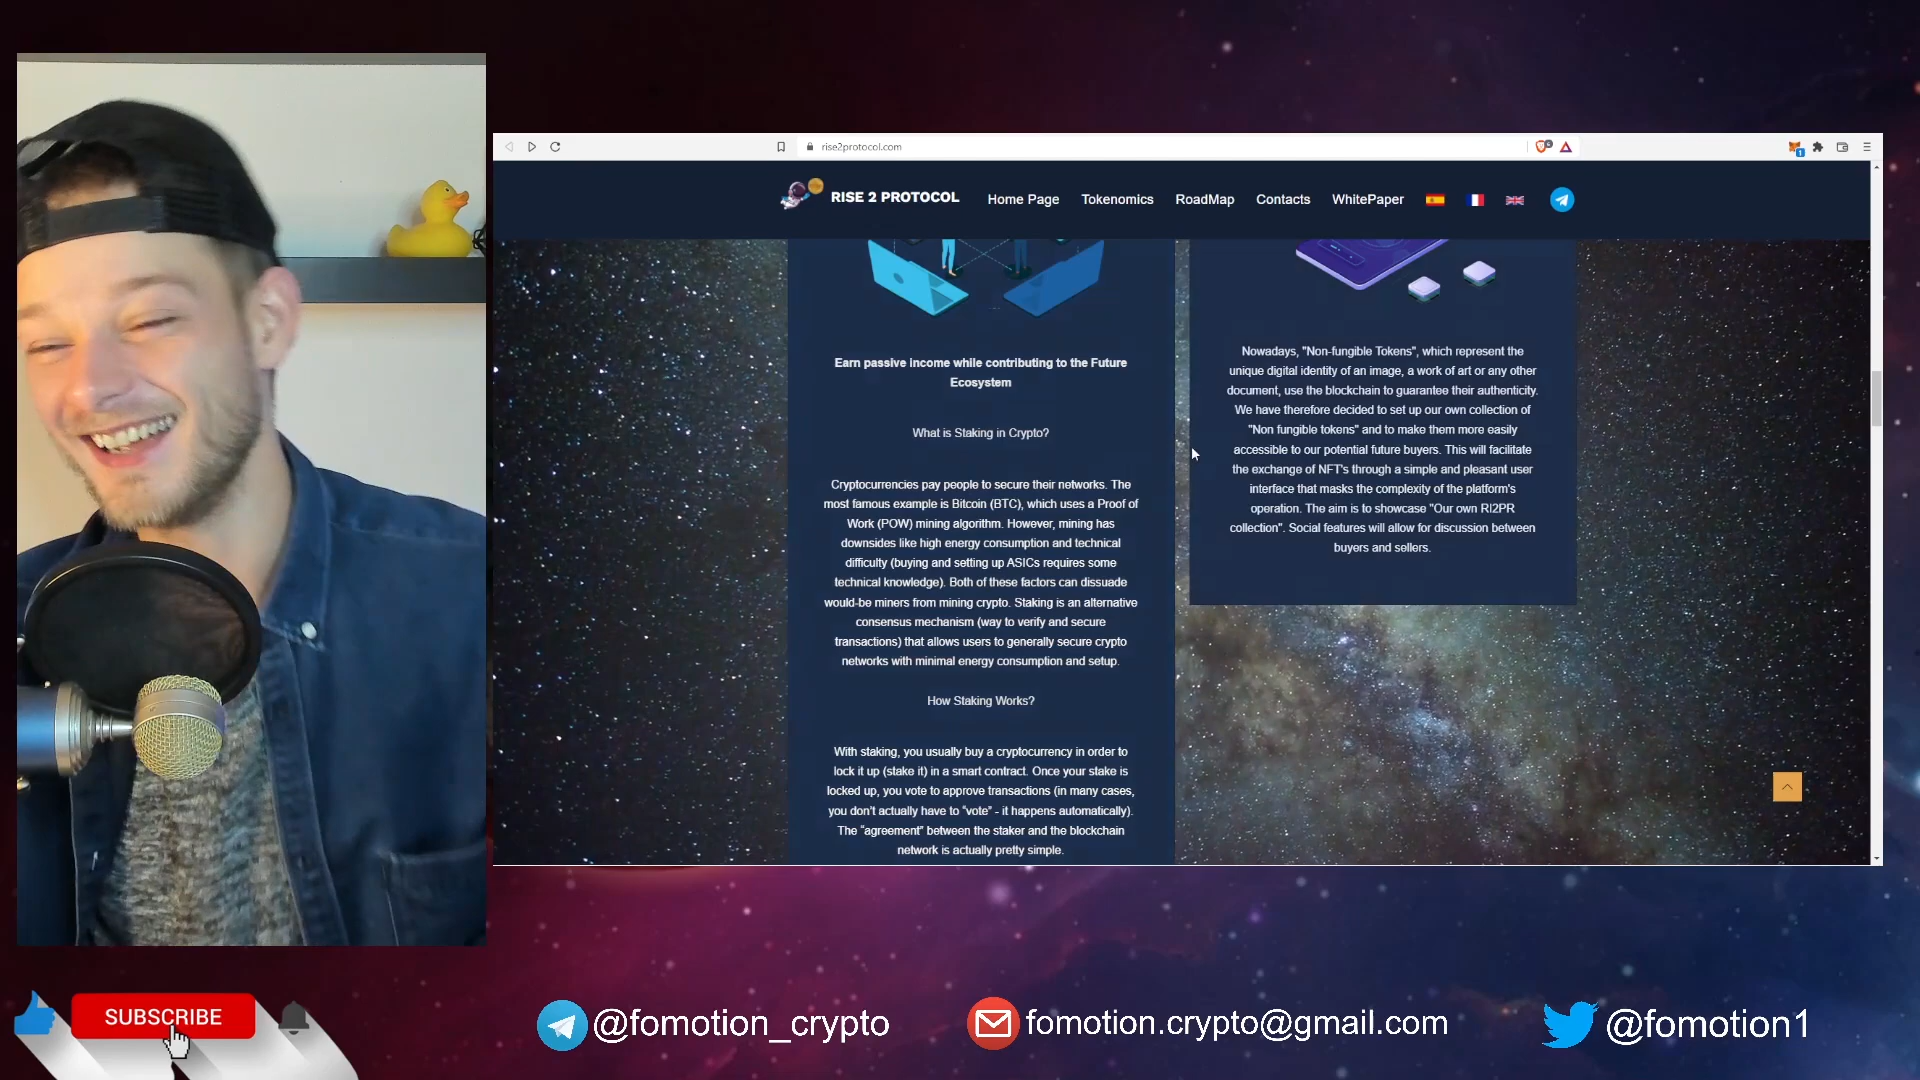 rise2protocol.com
RISE 2 PROTOCOL
Home Page
Tokenomics
RoadMap
Contacts
WhitePaper
Earn passive income while contributing to the Future
Ecosystem
What is Staking in Crypto?
Cryptocurrencies pay people to secure their networks. The
most famous example is Bitcoin (BTC), which uses a Proof of
Work (POW) mining algorithm. However, mining has
downsides like high energy consumption and technical
difficulty (buying and setting up ASICs requires some
technical knowledge). Both of these factors can dissuade
would-be miners from mining crypto. Staking is an alternative
consensus mechanism (way to verify and secure
transactions) that allows users to generally secure crypto
networks with minimal energy consumption and setup.
How Staking Works?
With staking, you usually buy a cryptocurrency in order to
lock it up (stake it) in a smart contract. Once your stake is
locked up, you vote to approve transactions (in many cases,
you don't actually have to “vote” - it happens automatically).
The “agreement” between the staker and the blockchain
network is actually pretty simple.
Nowadays, "Non-fungible Tokens", which represent the
unique digital identity of an image, a work of art or any other
document, use the blockchain to guarantee their authenticity.
We have therefore decided to set up our own collection of
"Non fungible tokens" and to make them more easily
accessible to our potential future buyers. This will facilitate
the exchange of NFT's through a simple and pleasant user
interface that masks the complexity of the platform's
operation. The aim is to showcase "Our own RI2PR
collection". Social features will allow for discussion between
buyers and sellers.
SUBSCRIBE
@fomotion_crypto
fomotion.crypto@gmail.com
@fomotion1